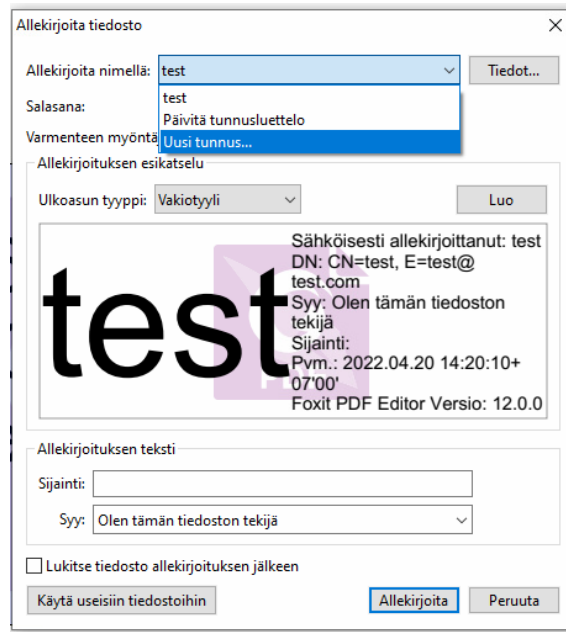 Allekirjoita tiedosto
Allekirjoita nimellä: test Tiedot...
test
Salasana:
Päivitä tunnusluettelo
Varmenteen myöntä
Uusi tunnus...
Allekirjoituksen esikatselu
Ulkoasun tyyppi: Vakiotyyli Luo
test
Sähköisesti allekirjoittanut: test
DN: CN=test, E=test@
test.com
Syy: Olen tämän tiedoston
tekijä
Sijainti:
Pvm.: 2022.04.20 14:20:10+
07'00'
Foxit PDF Editor Versio: 12.0.0
PDF
Allekirjoituksen teksti
Sijainti:
Syy: Olen tämän tiedoston tekijä
Lukitse tiedosto allekirjoituksen jälkeen
Käytä useisiin tiedostoihin Allekirjoita Peruuta